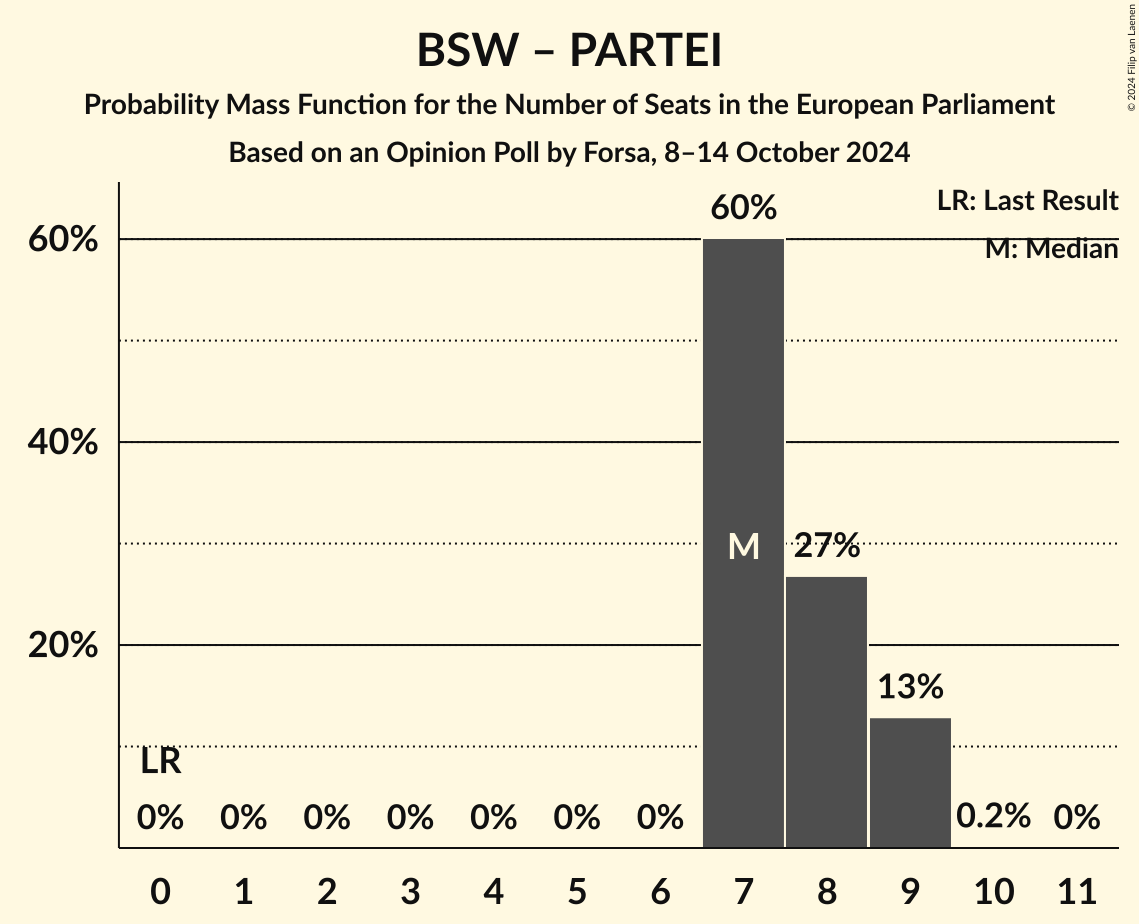 BSW – PARTEI
Probability Mass Function for the Number of Seats in the European Parliament
Based on an Opinion Poll by Forsa, 8–14 October 2024
© 2024 Filip van Laenen
LR: Last Result
M: Median
60%
60%
40%
20%
M
27%
13%
LR
0% 0% 0% 0% 0% 0% 0% 0.2% 0%
0 1 2 3 4 5 6 7 8 9 10 11